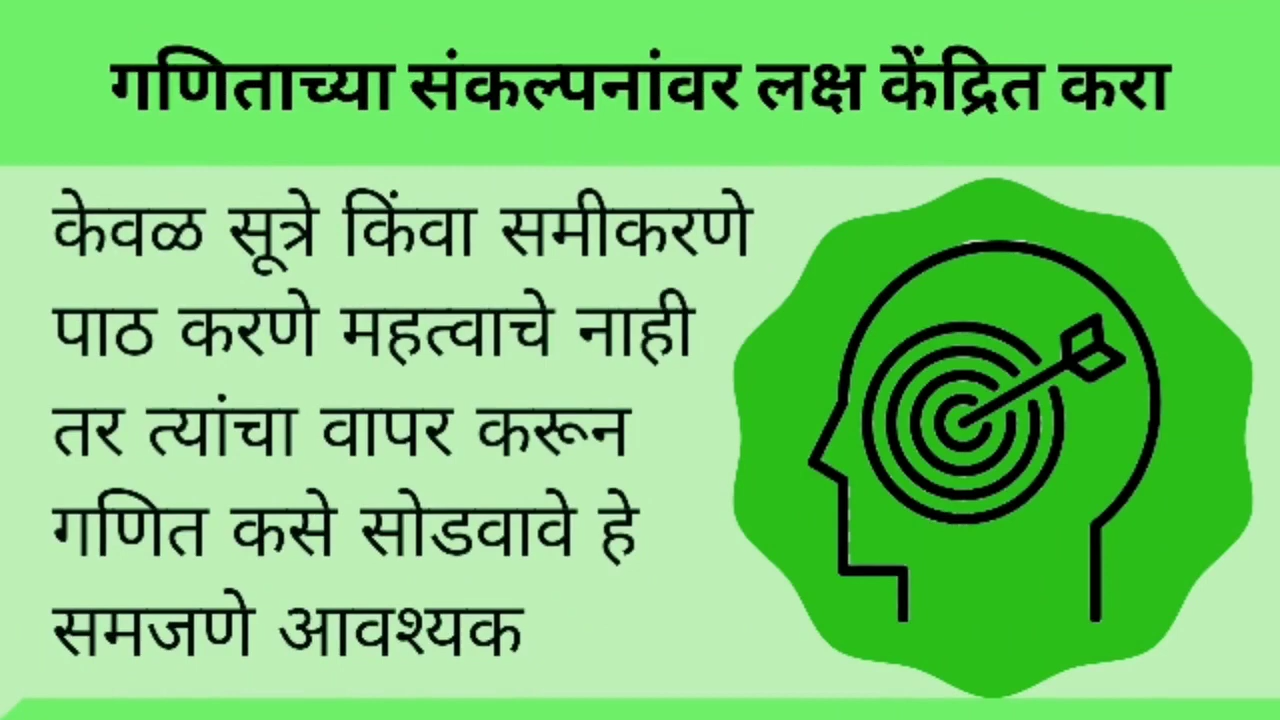 गणिताच्या संकल्पनांवर लक्ष केंद्रित करा
केवळ सूत्रे किंवा समीकरणे
पाठ करणे महत्वाचे नाही
तर त्यांचा वापर करून
गणित कसे सोडवावे हे
समजणे आवश्यक